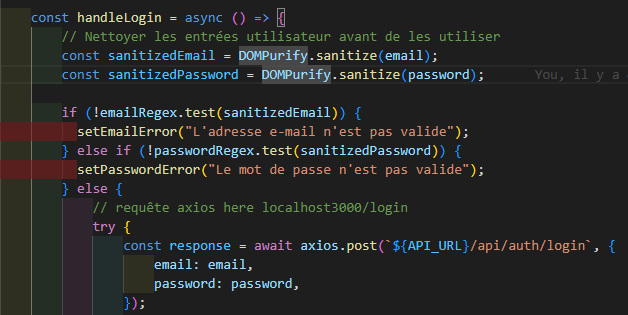 const handleLogin = async () => {
// Nettoyer les entrées utilisateur avant de les utiliser
const sanitizedEmail = DOMPurify.sanitize(email);
const sanitizedPassword = DOMPurify.sanitize(password); You, il y a
if (!emailRegex.test(sanitizedEmail)) {
setEmailError("L'adresse e-mail n'est pas valide");
} else if (!passwordRegex.test(sanitizedPassword)) {
setPasswordError("Le mot de passe n'est pas valide");
} else {
// requête axios here localhost3000/login
try {
const response = await axios.post(`${API_URL}/api/auth/login`, {
email: email,
password: password,
});